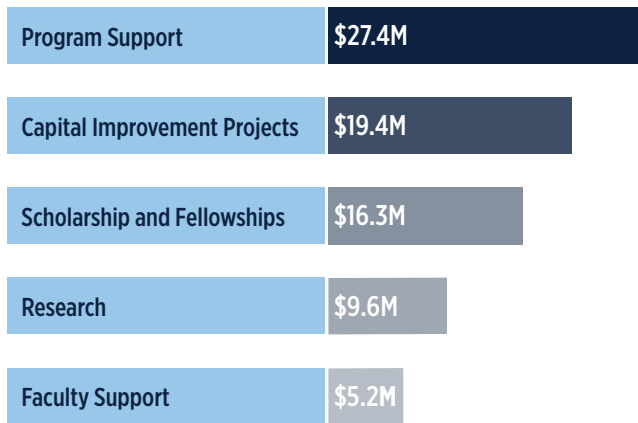 Program Support $27.4M
Capital Improvement Projects $19.4M
Scholarship and Fellowships $16.3M
Research $9.6M
Faculty Support $5.2M